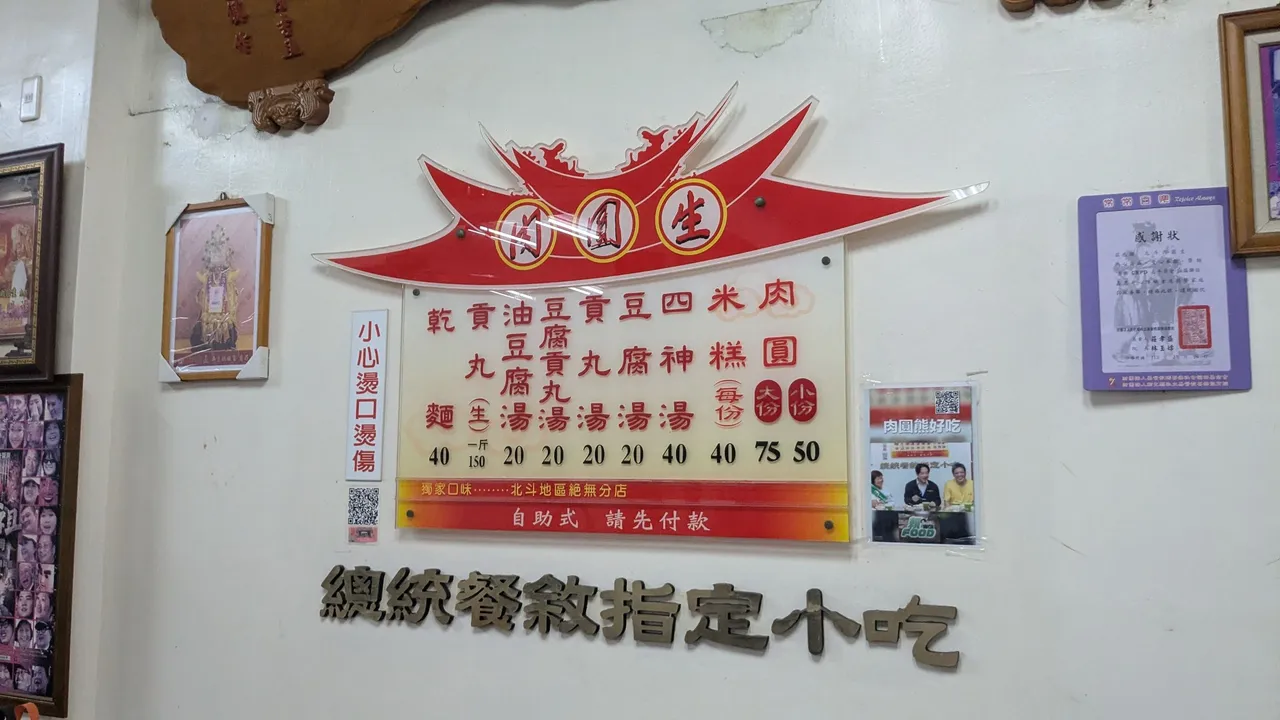 肉圓生
肉圓 小份 50
大份 75
米糕 (每份) 40
四神湯 40
豆腐湯 20
貢丸湯 20
豆腐貢丸湯 20
油豆腐湯 20
貢丸 (生) 一斤 150
乾麵 40
獨家口味........北斗地區絕無分店
自助式 請先付款
小心燙口燙傷
總統餐敘指定小吃
肉圓熊好吃
FOOD
感謝狀